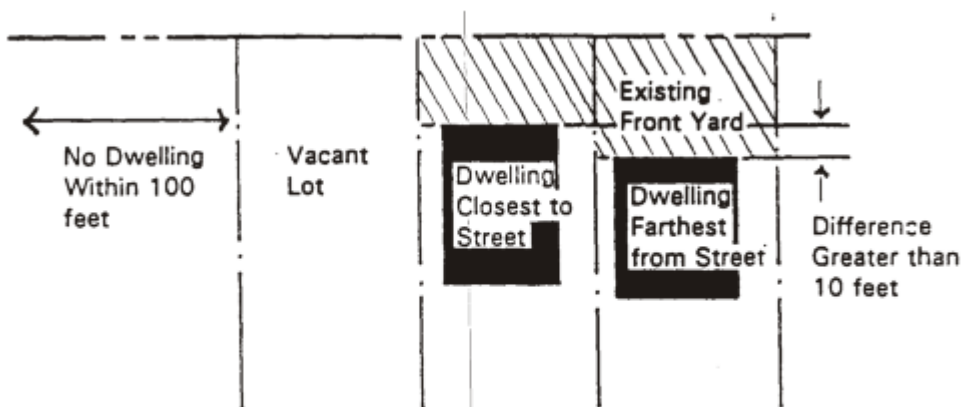 No Dwelling
Within 100
feet
Vacant
Lot
Dwelling
Closest to
Street
Existing
Front Yard
Dwelling
Farthest
from Street
Difference
Greater than
10 feet